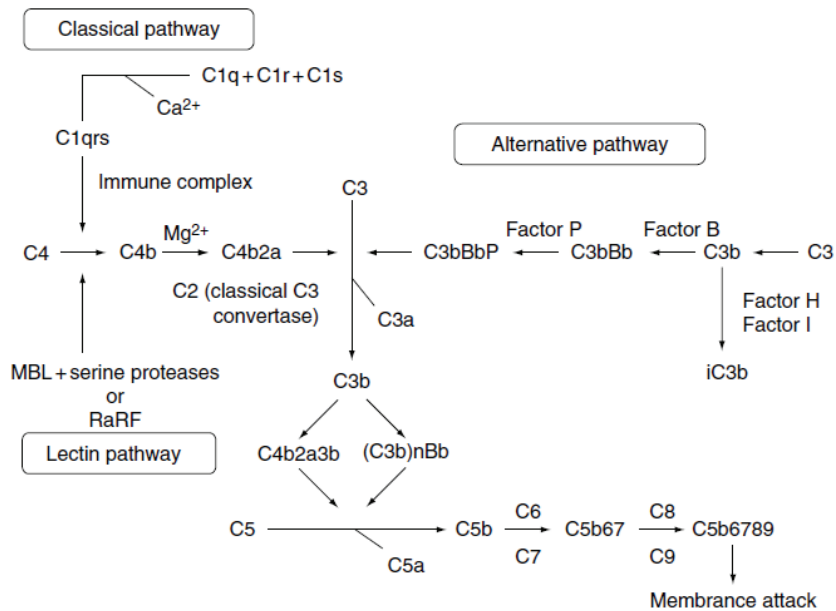 Classical pathway
C1q + C1r + C1s
Ca²⁺
C1qrs
Alternative pathway
Immune complex
C3
Mg²⁺
Factor P
Factor B
C4
C4b
C4b2a
C3bBbP
C3bBb
C3b
C3
C2 (classical C3
convertase)
C3a
Factor H
Factor I
MBL + serine proteases
or
RaRF
C3b
iC3b
Lectin pathway
C4b2a3b
(C3b)nBb
C5
C5a
C5b
C6
C7
C5b67
C8
C9
C5b6789
Membrance attack